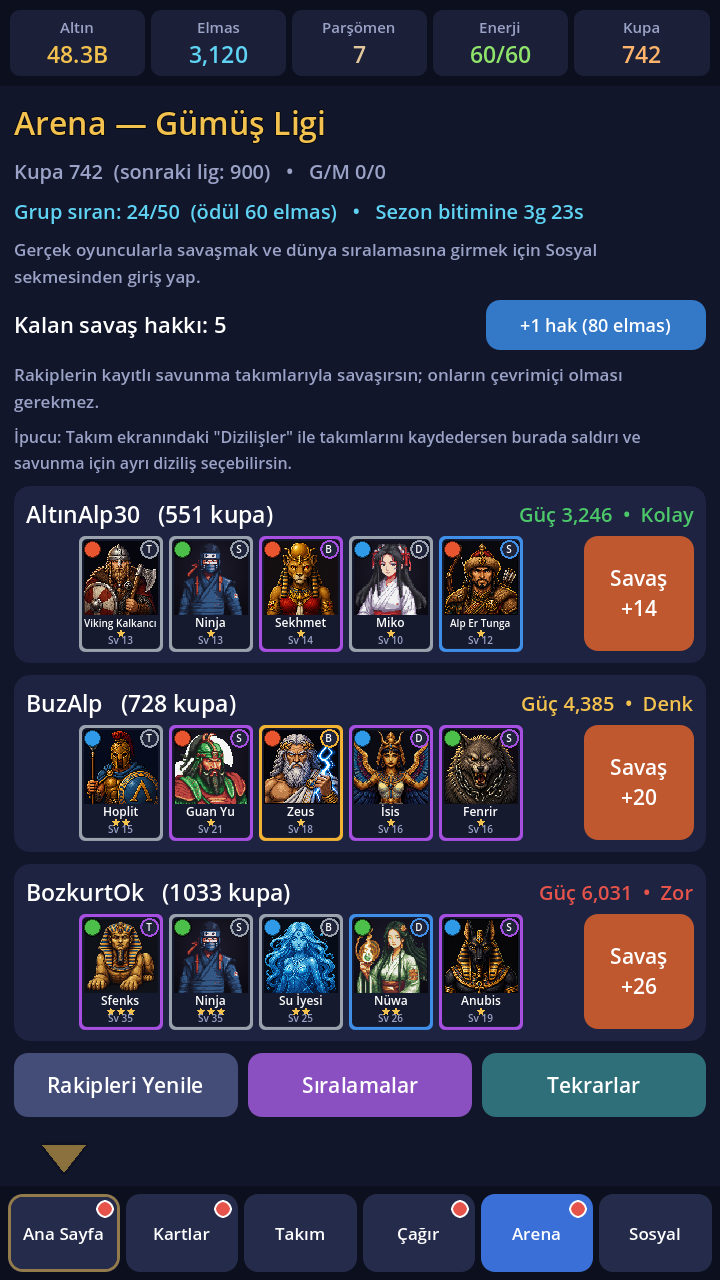 Altın
48.3B
Elmas
3,120
Parşömen
7
Enerji
60/60
Kupa
742
Arena — Gümüş Ligi
Kupa 742 (sonraki lig: 900) • G/M 0/0
Grup sıran: 24/50 (ödül 60 elmas) • Sezon bitimine 3g 23s
Gerçek oyuncularla savaşmak ve dünya sıralamasına girmek için Sosyal
sekmesinden giriş yap.
Kalan savaş hakkı: 5
+1 hak (80 elmas)
Rakiplerin kayıtlı savunma takımlarıyla savaşırsın; onların çevrimiçi olması
gerekmez.
İpucu: Takım ekranındaki "Dizilişler" ile takımlarını kaydedersen burada saldırı ve
savunma için ayrı diziliş seçebilirsin.
AltınAlp30 (551 kupa)
Güç 3,246 • Kolay
T S B D S
Viking Kalkancı Ninja Sekhmet Miko Alp Er Tunga
Sv 13 Sv 13 Sv 14 Sv 10 Sv 12
Savaş
+14
BuzAlp (728 kupa)
Güç 4,385 • Denk
T S B D S
Hoplit Guan Yu Zeus İsis Fenrir
Sv 15 Sv 21 Sv 18 Sv 16 Sv 16
Savaş
+20
BozkurtOk (1033 kupa)
Güç 6,031 • Zor
T S B D S
Sfenks Ninja Su İyesi Nüwa Anubis
Sv 35 Sv 35 Sv 25 Sv 26 Sv 19
Savaş
+26
Rakipleri Yenile
Sıralamalar
Tekrarlar
Ana Sayfa
Kartlar
Takım
Çağır
Arena
Sosyal